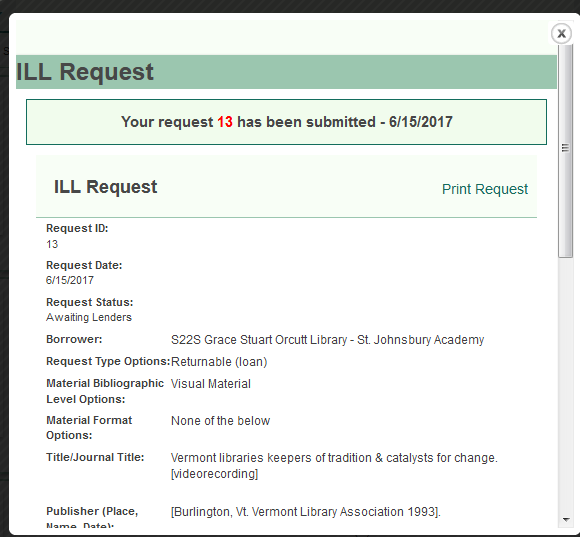 ILL Request
Your request 13 has been submitted - 6/15/2017
ILL Request
Print Request
Request ID:
13
Request Date:
6/15/2017
Request Status:
Awaiting Lenders
Borrower: S22S Grace Stuart Orcutt Library - St. Johnsbury Academy
Request Type Options: Returnable (loan)
Material Bibliographic Visual Material
Level Options:
Material Format None of the below
Options:
Title/Journal Title: Vermont libraries keepers of tradition & catalysts for change.
[videorecording]
Publisher (Place, [Burlington, Vt. Vermont Library Association 1993].
Name, Date):